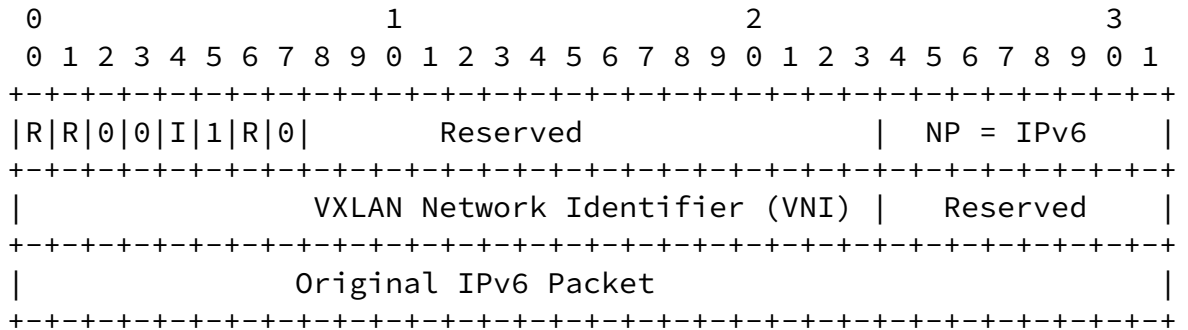 0                   1                   2                   3
 0 1 2 3 4 5 6 7 8 9 0 1 2 3 4 5 6 7 8 9 0 1 2 3 4 5 6 7 8 9 0 1
+-+-+-+-+-+-+-+-+-+-+-+-+-+-+-+-+-+-+-+-+-+-+-+-+-+-+-+-+-+-+-+-+
|R|R|0|0|I|1|R|0|       Reserved                |  NP = IPv6    |
+-+-+-+-+-+-+-+-+-+-+-+-+-+-+-+-+-+-+-+-+-+-+-+-+-+-+-+-+-+-+-+-+
|                VXLAN Network Identifier (VNI) |   Reserved    |
+-+-+-+-+-+-+-+-+-+-+-+-+-+-+-+-+-+-+-+-+-+-+-+-+-+-+-+-+-+-+-+-+
|               Original IPv6 Packet                            |
+-+-+-+-+-+-+-+-+-+-+-+-+-+-+-+-+-+-+-+-+-+-+-+-+-+-+-+-+-+-+-+-+